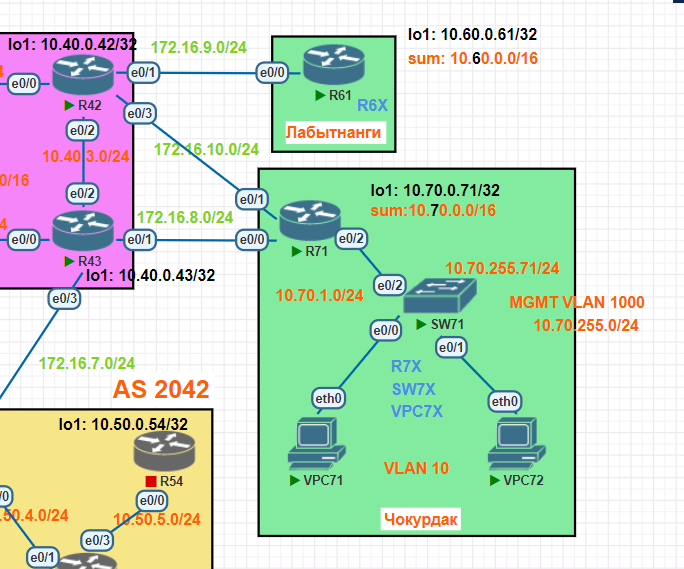 lo1: 10.40.0.42/32
172.16.9.0/24
lo1: 10.60.0.61/32
sum: 10.60.0.0/16
e0/0
e0/1
e0/0
R42
R61
R6X
e0/3
Лабытнанги
e0/2
172.16.10.0/24
10.40.3.0/24
0/16
e0/2
e0/1
lo1: 10.70.0.71/32
sum:10.70.0.0/16
172.16.8.0/24
e0/0
e0/1
e0/0
e0/2
R43
R71
lo1: 10.40.0.43/32
10.70.255.71/24
e0/3
10.70.1.0/24
e0/2
MGMT VLAN 1000
10.70.255.0/24
SW71
e0/0
e0/1
172.16.7.0/24
R7X
SW7X
VPC7X
AS 2042
eth0
eth0
lo1: 10.50.0.54/32
VLAN 10
R54
VPC71
VPC72
/0
e0/0
.50.4.0/24
10.50.5.0/24
Чокурдак
e0/3
e0/1